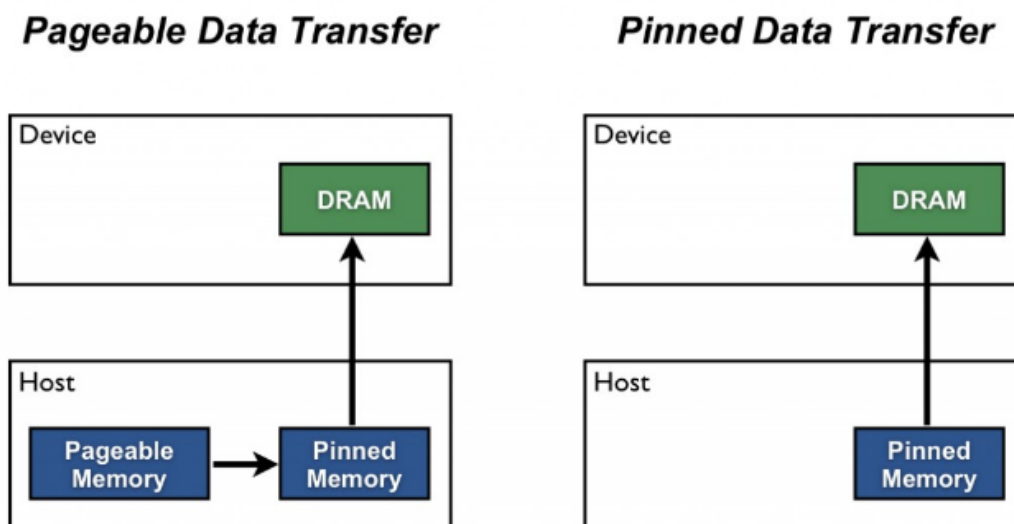 Pageable Data Transfer
Device
DRAM
Host
Pageable
Memory
Pinned
Memory
Pinned Data Transfer
Device
DRAM
Host
Pinned
Memory